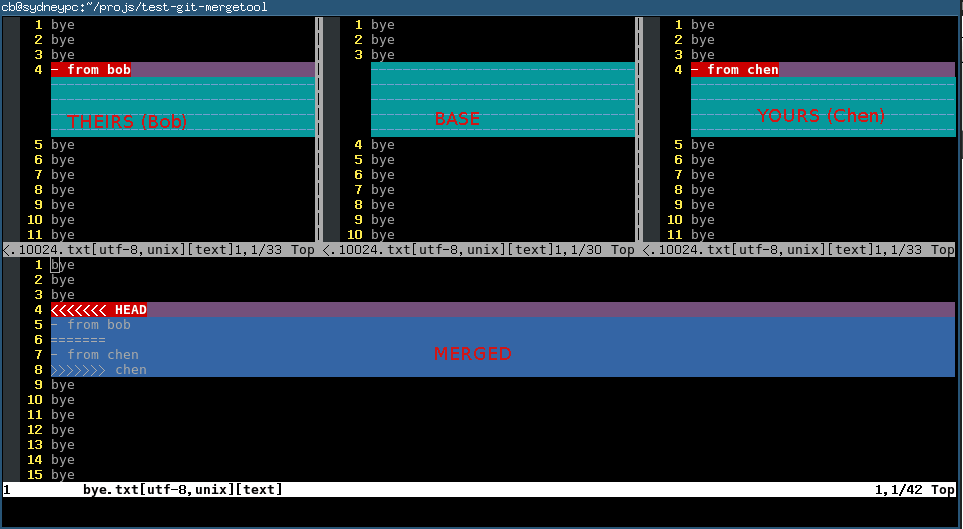 cb@sydneypc:~/projs/test-git-mergetool
1 bye
2 bye
3 bye
4 - from bob
THEIRS (Bob)
5 bye
6 bye
7 bye
8 bye
9 bye
10 bye
11 bye
<.10024.txt[utf-8,unix][text]1,1/33 Top
1 bye
2 bye
3 bye
BASE
4 bye
5 bye
6 bye
7 bye
8 bye
9 bye
10 bye
<.10024.txt[utf-8,unix][text]1,1/30 Top
1 bye
2 bye
3 bye
4 - from chen
YOURS (Chen)
5 bye
6 bye
7 bye
8 bye
9 bye
10 bye
11 bye
<.10024.txt[utf-8,unix][text]1,1/33 Top
1 bye
2 bye
3 bye
4 <<<<<<< HEAD
5 - from bob
6 =======
7 - from chen
8 >>>>>>> chen
MERGED
9 bye
10 bye
11 bye
12 bye
13 bye
14 bye
15 bye
1 bye.txt[utf-8,unix][text] 1,1/42 Top